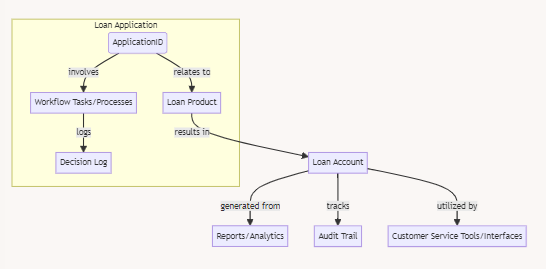 Loan Application
ApplicationID
involves
relates to
Workflow Tasks/Processes
Loan Product
logs
results in
Decision Log
Loan Account
generated from
tracks
utilized by
Reports/Analytics
Audit Trail
Customer Service Tools/Interfaces